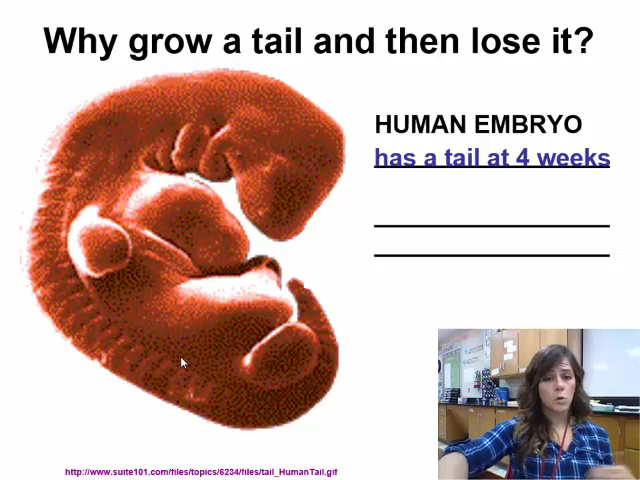 Why grow a tail and then lose it?
HUMAN EMBRYO
has a tail at 4 weeks
http://www.suite101.com/files/topics/6234/files/tail_HumanTail.gif